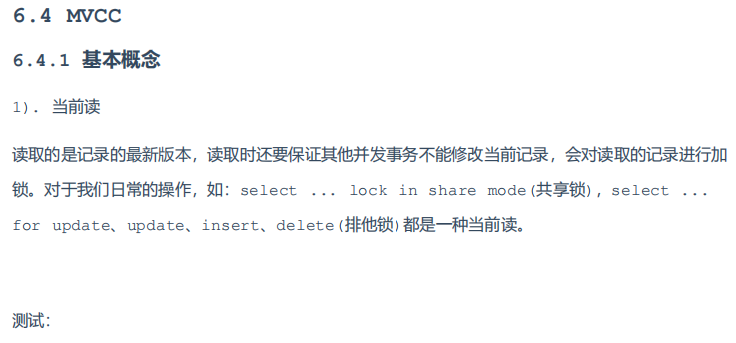 6.4 MVCC
6.4.1 基本概念
1). 当前读
读取的是记录的最新版本，读取时还要保证其他并发事务不能修改当前记录，会对读取的记录进行加
锁。对于我们日常的操作，如：select ... lock in share mode(共享锁)，select ...
for update、update、insert、delete(排他锁)都是一种当前读。
测试：